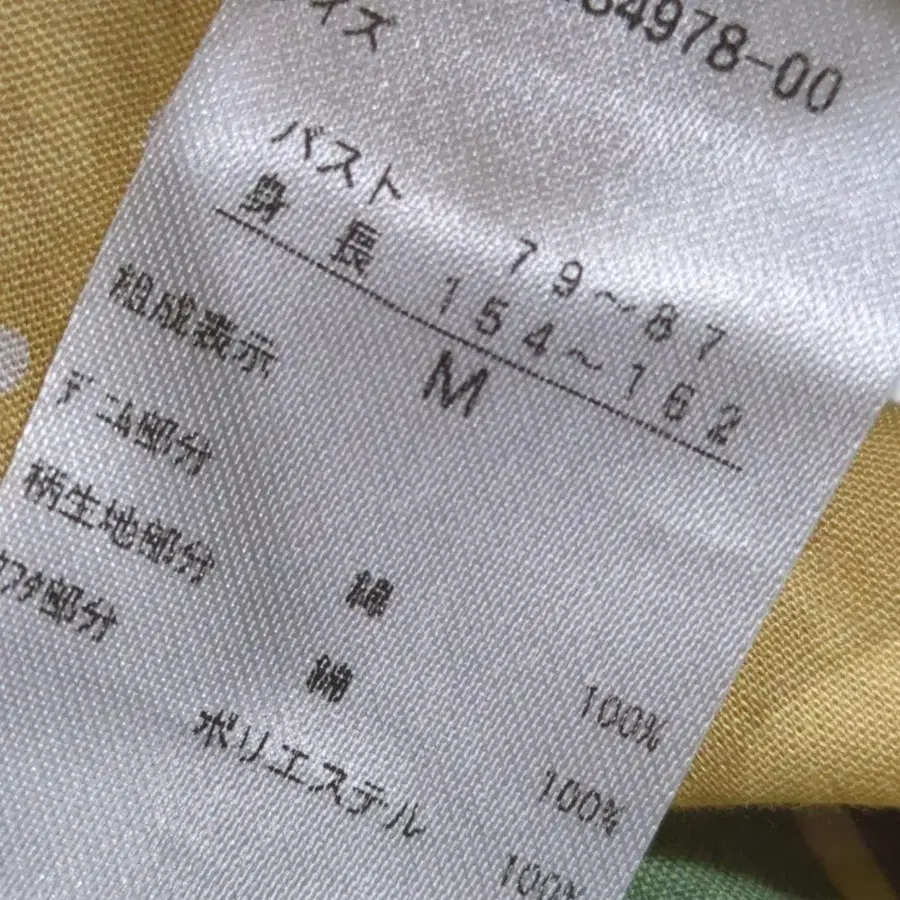 4978-00
イズ
バスト 79～87
身長 154～162
M
組成表示
ﾃﾞﾆﾑ部分 綿 100%
柄生地部分 綿 100%
ﾜﾀ部分 ポリエステル 100%